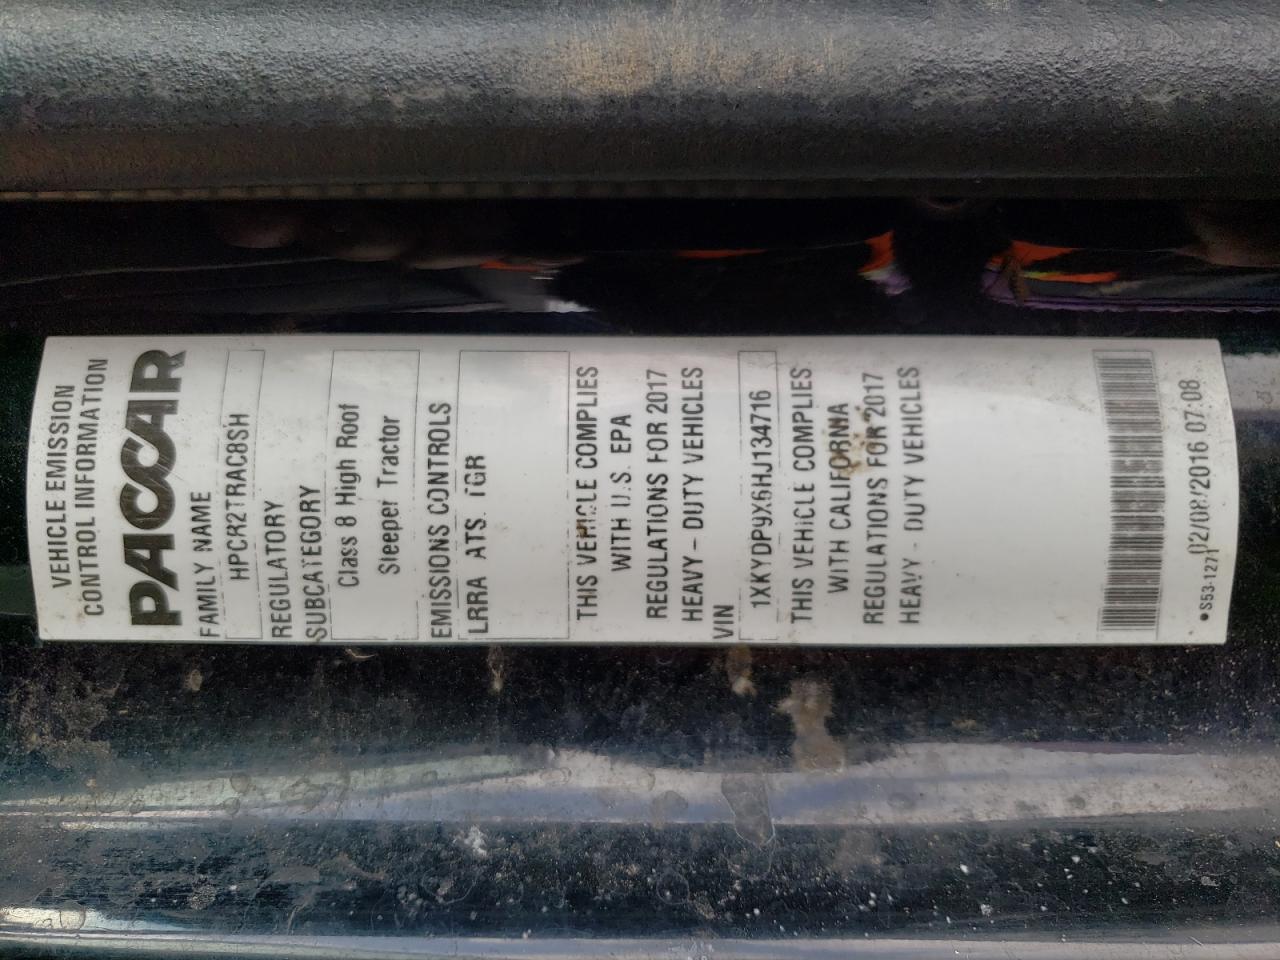 VEHICLE EMISSION
CONTROL INFORMATION
PACCAR
FAMILY NAME
HPCR2TRAC8SH
REGULATORY
SUBCATEGORY
Class 8 High Roof
Sleeper Tractor
EMISSIONS CONTROLS
LRRA ATS. IGR
THIS VEHICLE COMPLIES
WITH U.S. EPA
REGULATIONS FOR 2017
HEAVY - DUTY VEHICLES
VIN
1XKYDP9X6HJ134716
THIS VEHICLE COMPLIES
WITH CALIFORNIA
REGULATIONS FOR 2017
HEAVY - DUTY VEHICLES
02/08/2016 07:08
•S53-1271